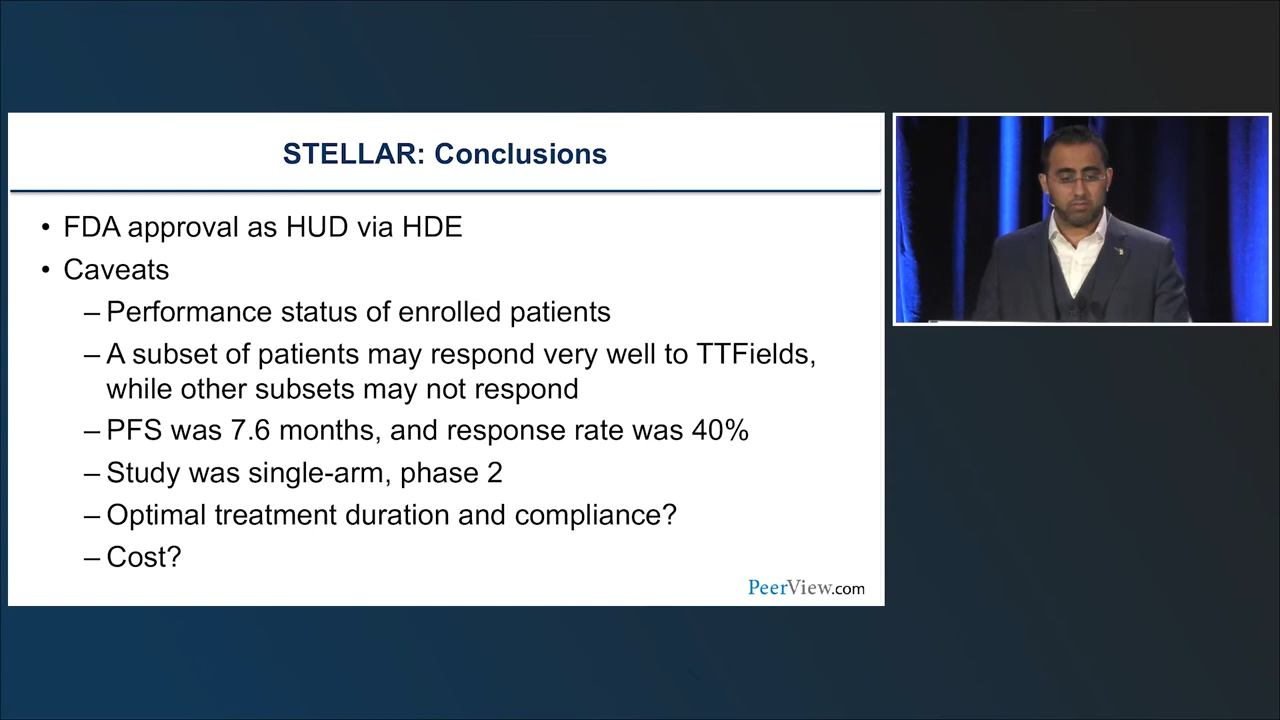 STELLAR: Conclusions
• FDA approval as HUD via HDE
• Caveats
– Performance status of enrolled patients
– A subset of patients may respond very well to TTFields,
while other subsets may not respond
– PFS was 7.6 months, and response rate was 40%
– Study was single-arm, phase 2
– Optimal treatment duration and compliance?
– Cost?
PeerView.com